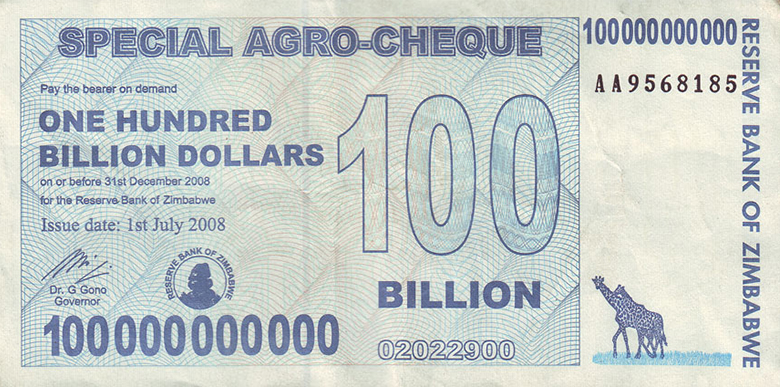 SPECIAL AGRO-CHEQUE
100000000000
AA9568185
Pay the bearer on demand
ONE HUNDRED
BILLION DOLLARS
on or before 31st December 2008
for the Reserve Bank of Zimbabwe
Issue date: 1st July 2008
100
BILLION
RESERVE BANK OF ZIMBABWE
Dr. G Gono
Governor
100000000000
02022900
RESERVE BANK OF ZIMBABWE